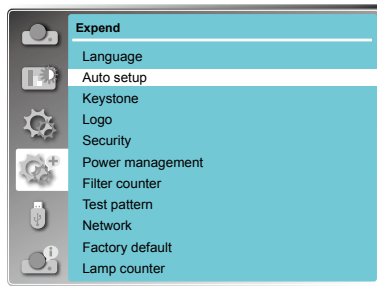 Expend
Language
Auto setup
Keystone
Logo
Security
Power management
Filter counter
Test pattern
Network
Factory default
Lamp counter